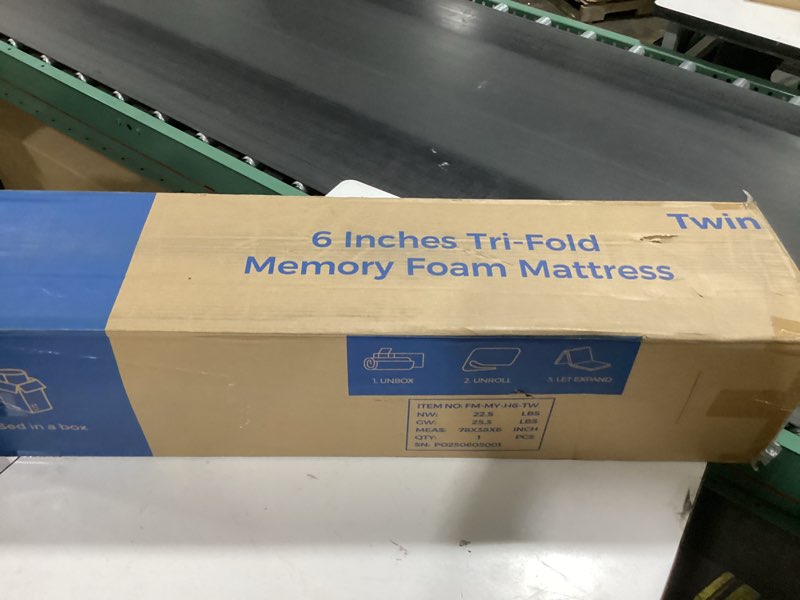 Twin
6 Inches Tri-Fold
Memory Foam Mattress
1. UNBOX
2. UNROLL
3. LET EXPAND
in a box
ITEM NO: FM-MY-H6-TW
NW: 22.5 LBS
GW: 25.5 LBS
MEAS: 78X38X6 INCH
QTY: 1 PCS
SN: PO250605001